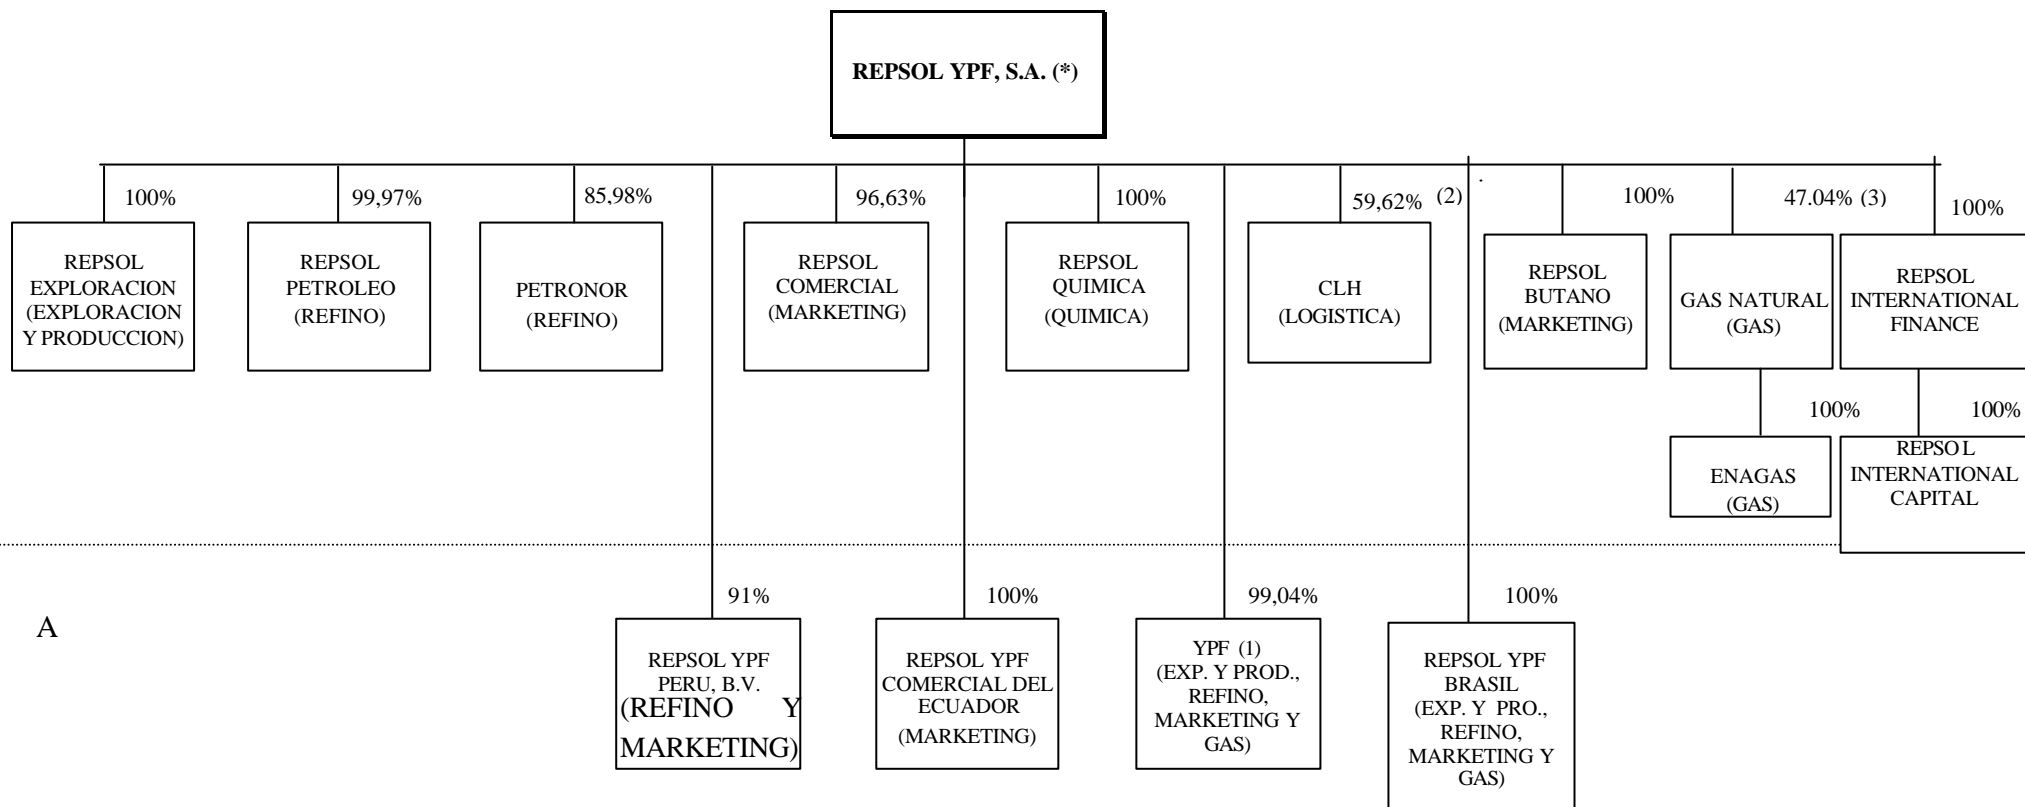 REPSOL YPF, S.A. (*)
100%
99,97%
85,98%
96,63%
100%
59,62% (2)
100%
47.04% (3)
100%
REPSOL
EXPLORACION
(EXPLORACION
Y PRODUCCION)
REPSOL
PETROLEO
(REFINO)
PETRONOR
(REFINO)
REPSOL
COMERCIAL
(MARKETING)
REPSOL
QUIMICA
(QUIMICA)
CLH
(LOGISTICA)
REPSOL
BUTANO
(MARKETING)
GAS NATURAL
(GAS)
REPSOL
INTERNATIONAL
FINANCE
100%
100%
ENAGAS
(GAS)
REPSOL
INTERNATIONAL
CAPITAL
A
91%
100%
99,04%
100%
REPSOL YPF
PERU, B.V.
(REFINO Y
MARKETING)
REPSOL YPF
COMERCIAL DEL
ECUADOR
(MARKETING)
YPF (1)
(EXP. Y PROD.,
REFINO,
MARKETING Y
GAS)
REPSOL YPF
BRASIL
(EXP. Y PRO.,
REFINO,
MARKETING Y
GAS)